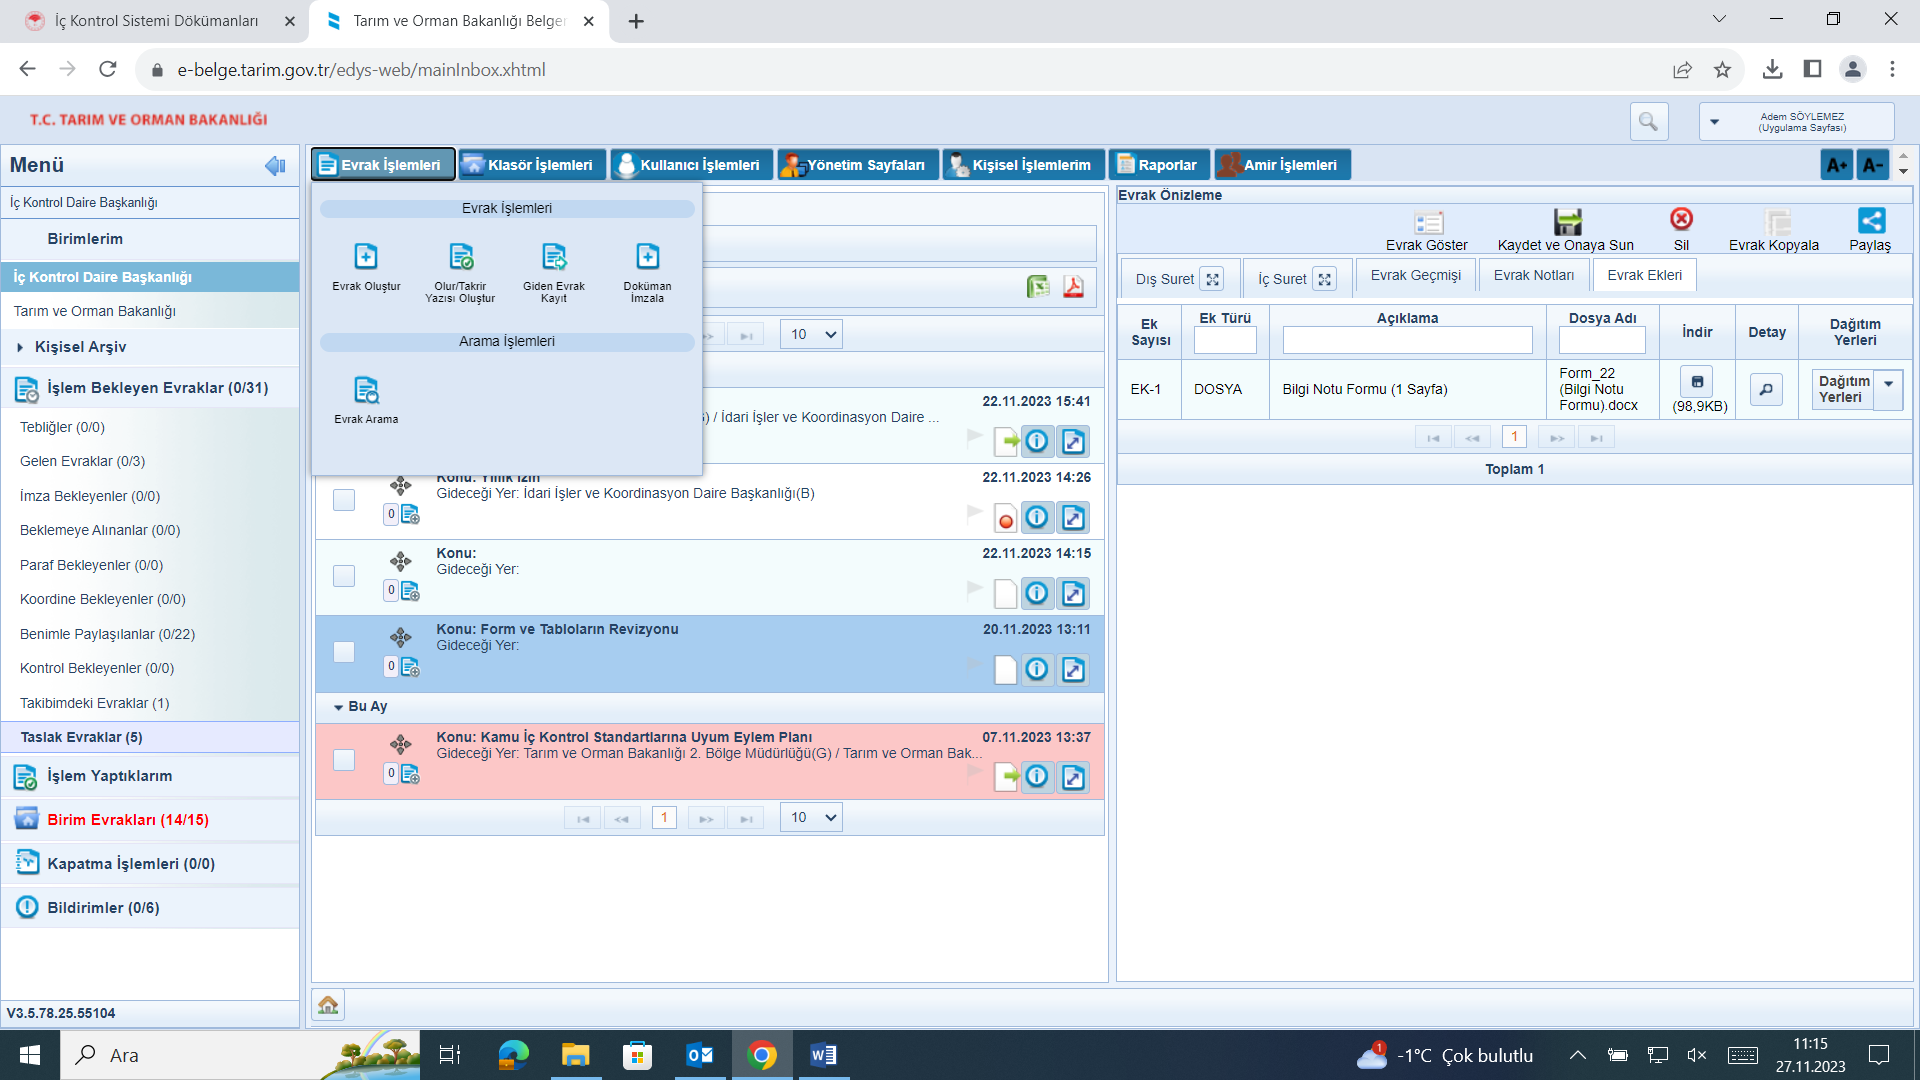 İç Kontrol Sistemi Dökümanları
Tarım ve Orman Bakanlığı Belgen
e-belge.tarim.gov.tr/edys-web/mainInbox.xhtml
T.C. TARIM VE ORMAN BAKANLIĞI
Adem SÖYLEMEZ
(Uygulama Sayfası)
Menü
İç Kontrol Daire Başkanlığı
Birimlerim
İç Kontrol Daire Başkanlığı
Tarım ve Orman Bakanlığı
Kişisel Arşiv
İşlem Bekleyen Evraklar (0/31)
Tebliğler (0/0)
Gelen Evraklar (0/3)
İmza Bekleyenler (0/0)
Beklemeye Alınanlar (0/0)
Paraf Bekleyenler (0/0)
Koordine Bekleyenler (0/0)
Benimle Paylaşılanlar (0/22)
Kontrol Bekleyenler (0/0)
Takibimdeki Evraklar (1)
Taslak Evraklar (5)
İşlem Yaptıklarım
Birim Evrakları (14/15)
Kapatma İşlemleri (0/0)
Bildirimler (0/6)
V3.5.78.25.55104
Evrak İşlemleri
Klasör İşlemleri
Kullanıcı İşlemleri
Yönetim Sayfaları
Kişisel İşlemlerim
Raporlar
Amir İşlemleri
A+
A-
Evrak İşlemleri
Evrak Oluştur
Olur/Takrir Yazısı Oluştur
Giden Evrak Kayıt
Doküman İmzala
Arama İşlemleri
Evrak Arama
10
22.11.2023 15:41
) / İdari İşler ve Koordinasyon Daire ...
Konu: Yıllık İzin
22.11.2023 14:26
Gideceği Yer: İdari İşler ve Koordinasyon Daire Başkanlığı(B)
0
Konu:
22.11.2023 14:15
Gideceği Yer:
0
Konu: Form ve Tabloların Revizyonu
20.11.2023 13:11
Gideceği Yer:
0
Bu Ay
Konu: Kamu İç Kontrol Standartlarına Uyum Eylem Planı
07.11.2023 13:37
Gideceği Yer: Tarım ve Orman Bakanlığı 2. Bölge Müdürlüğü(G) / Tarım ve Orman Bak...
0
1
10
Evrak Önizleme
Evrak Göster
Kaydet ve Onaya Sun
Sil
Evrak Kopyala
Paylaş
Dış Suret
İç Suret
Evrak Geçmişi
Evrak Notları
Evrak Ekleri
Ek Sayısı
Ek Türü
Açıklama
Dosya Adı
İndir
Detay
Dağıtım Yerleri
EK-1
DOSYA
Bilgi Notu Formu (1 Sayfa)
Form_22
(Bilgi Notu
Formu).docx
(98,9KB)
Dağıtım Yerleri
1
Toplam 1
Ara
1
-1°C Çok bulutlu
11:15
27.11.2023